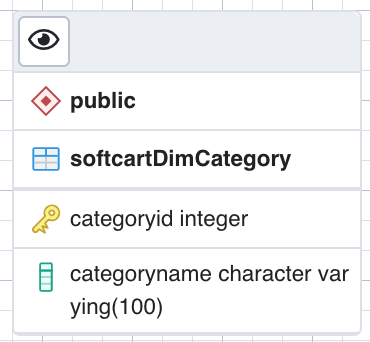 public
softcartDimCategory
categoryid integer
categoryname character var
ying(100)